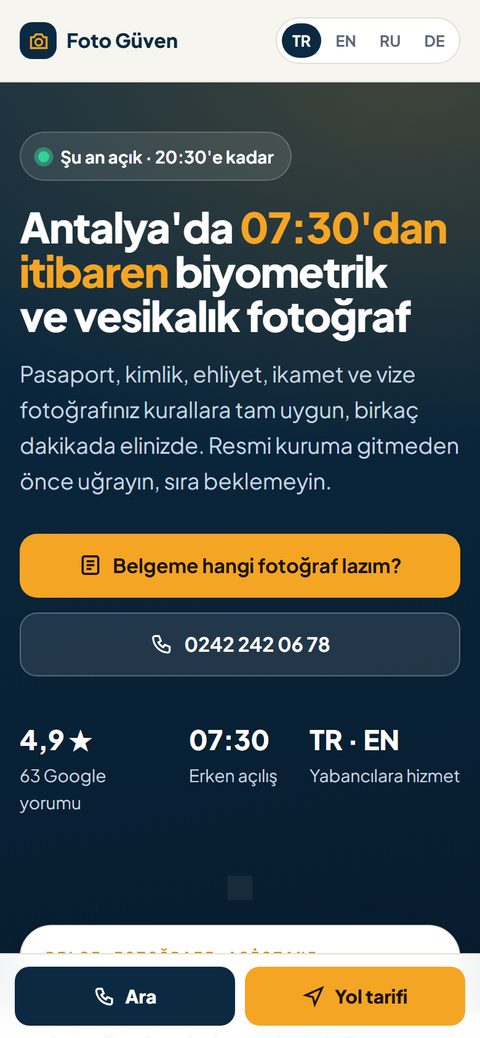 Foto Güven
TR EN RU DE
Şu an açık · 20:30'e kadar
Antalya'da 07:30'dan
itibaren biyometrik
ve vesikalık fotoğraf
Pasaport, kimlik, ehliyet, ikamet ve vize
fotoğrafınız kurallara tam uygun, birkaç
dakikada elinizde. Resmi kuruma gitmeden
önce uğrayın, sıra beklemeyin.
Belgeme hangi fotoğraf lazım?
0242 242 06 78
4,9 ★ 07:30 TR · EN
63 Google Erken açılış Yabancılara hizmet
yorumu
Ara Yol tarifi